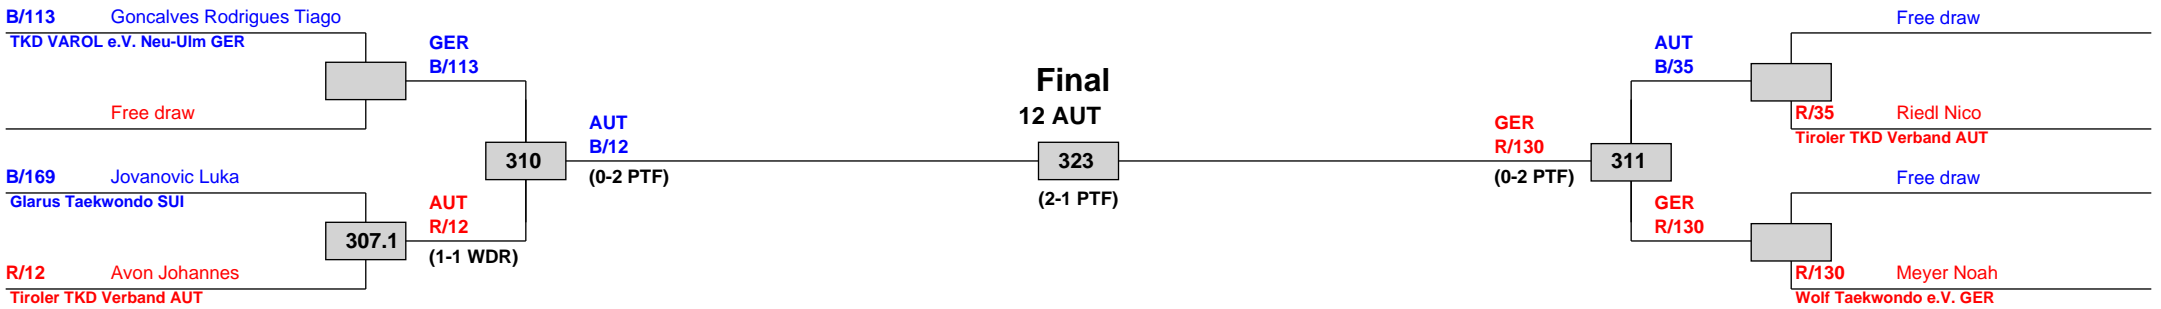 B/113 Goncalves Rodrigues Tiago
TKD VAROL e.V. Neu-Ulm GER
Free draw
B/169 Jovanovic Luka
Glarus Taekwondo SUI
R/12 Avon Johannes
Tiroler TKD Verband AUT
GER
B/113
307.1
AUT
R/12
(1-1 WDR)
310
AUT
B/12
(0-2 PTF)
Final
12 AUT
323
(2-1 PTF)
GER
R/130
(0-2 PTF)
311
AUT
B/35
GER
R/130
Free draw
R/35 Riedl Nico
Tiroler TKD Verband AUT
Free draw
R/130 Meyer Noah
Wolf Taekwondo e.V. GER